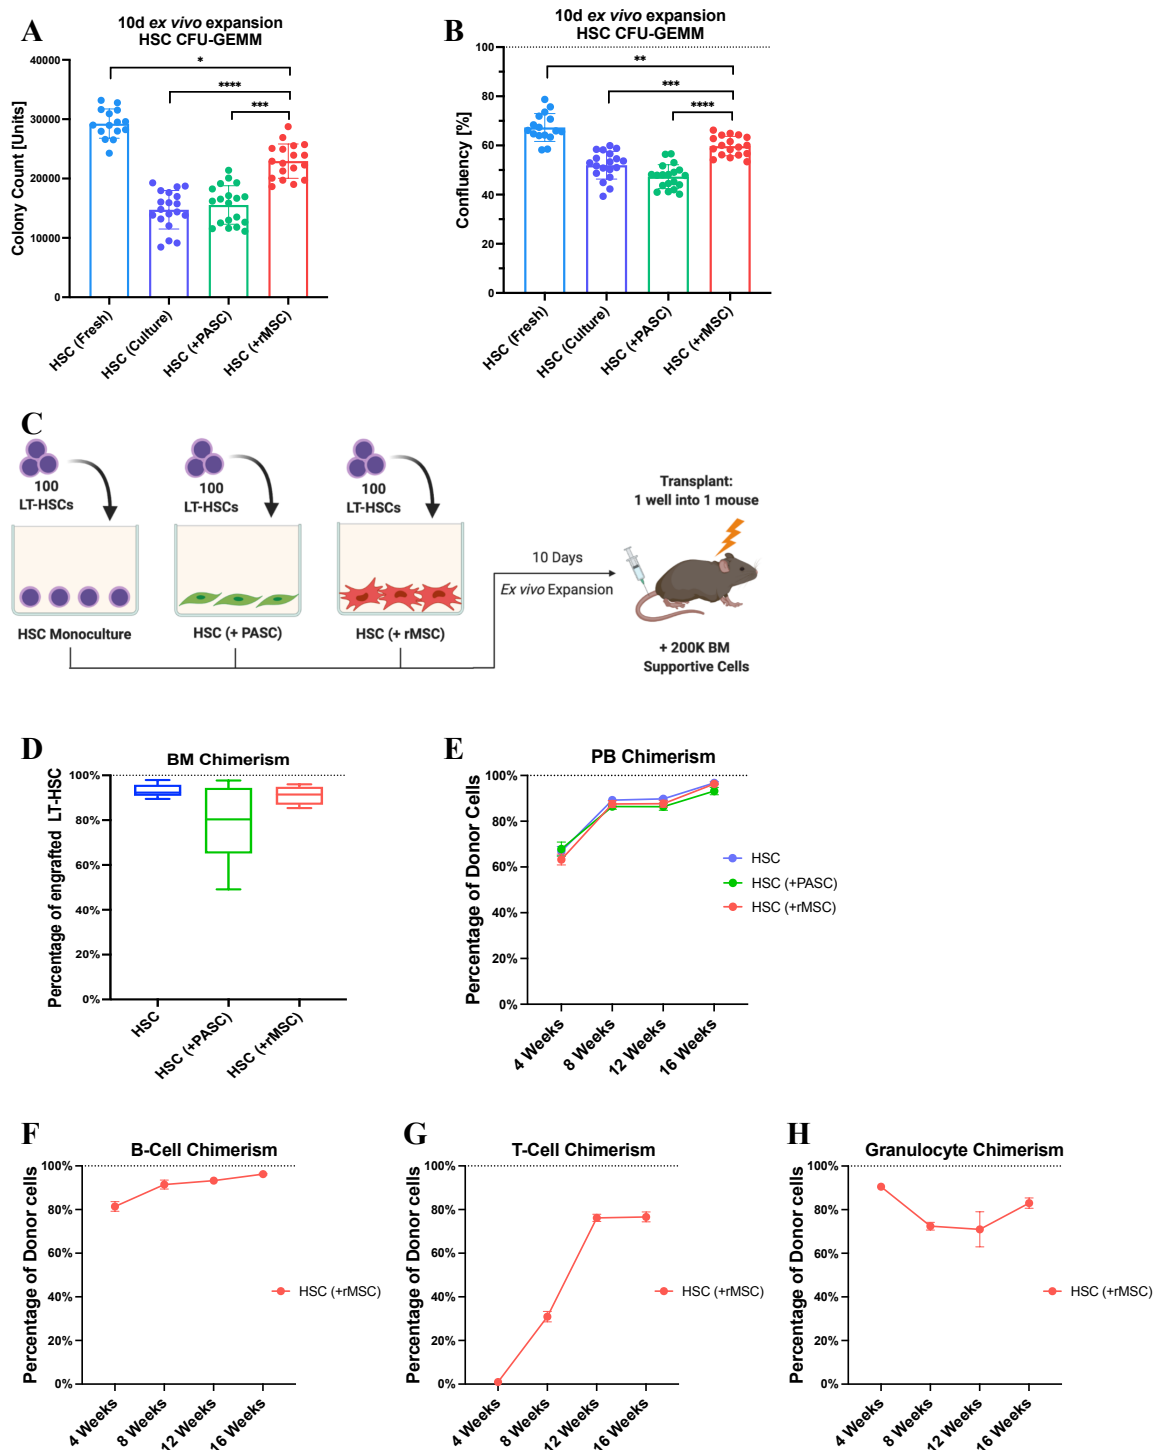 A
10d ex vivo expansion
HSC CFU-GEMM
Colony Count [Units]
40000
30000
20000
10000
0
*
****
***
HSC (Fresh)
HSC (Culture)
HSC (+PASC)
HSC (+rMSC)
B
10d ex vivo expansion
HSC CFU-GEMM
Confluency [%]
100
80
60
40
20
0
**
***
****
HSC (Fresh)
HSC (Culture)
HSC (+PASC)
HSC (+rMSC)
C
100
LT-HSCs
100
LT-HSCs
100
LT-HSCs
HSC Monoculture
HSC (+ PASC)
HSC (+ rMSC)
10 Days
Ex vivo Expansion
Transplant:
1 well into 1 mouse
+ 200K BM
Supportive Cells
D
BM Chimerism
Percentage of engrafted LT-HSC
100%
80%
60%
40%
20%
0%
HSC
HSC (+PASC)
HSC (+rMSC)
E
PB Chimerism
Percentage of Donor Cells
100%
80%
60%
40%
20%
0%
4 Weeks
8 Weeks
12 Weeks
16 Weeks
HSC
HSC (+PASC)
HSC (+rMSC)
F
B-Cell Chimerism
Percentage of Donor cells
100%
80%
60%
40%
20%
0%
4 Weeks
8 Weeks
12 Weeks
16 Weeks
HSC (+rMSC)
G
T-Cell Chimerism
Percentage of Donor cells
100%
80%
60%
40%
20%
0%
4 Weeks
8 Weeks
12 Weeks
16 Weeks
HSC (+rMSC)
H
Granulocyte Chimerism
Percentage of Donor cells
100%
80%
60%
40%
20%
0%
4 Weeks
8 Weeks
12 Weeks
16 Weeks
HSC (+rMSC)